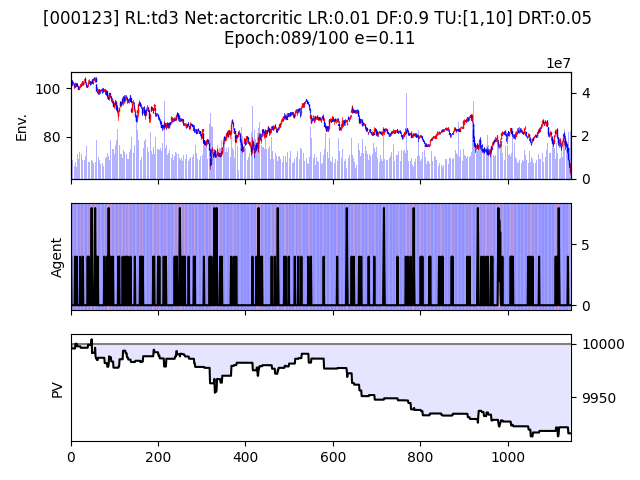 [000123] RL:td3 Net:actorcritic LR:0.01 DF:0.9 TU:[1,10] DRT:0.05
Epoch:089/100 e=0.11
1e7
Env.
100
80
4
2
0
Agent
5
0
PV
10000
9950
0
200
400
600
800
1000